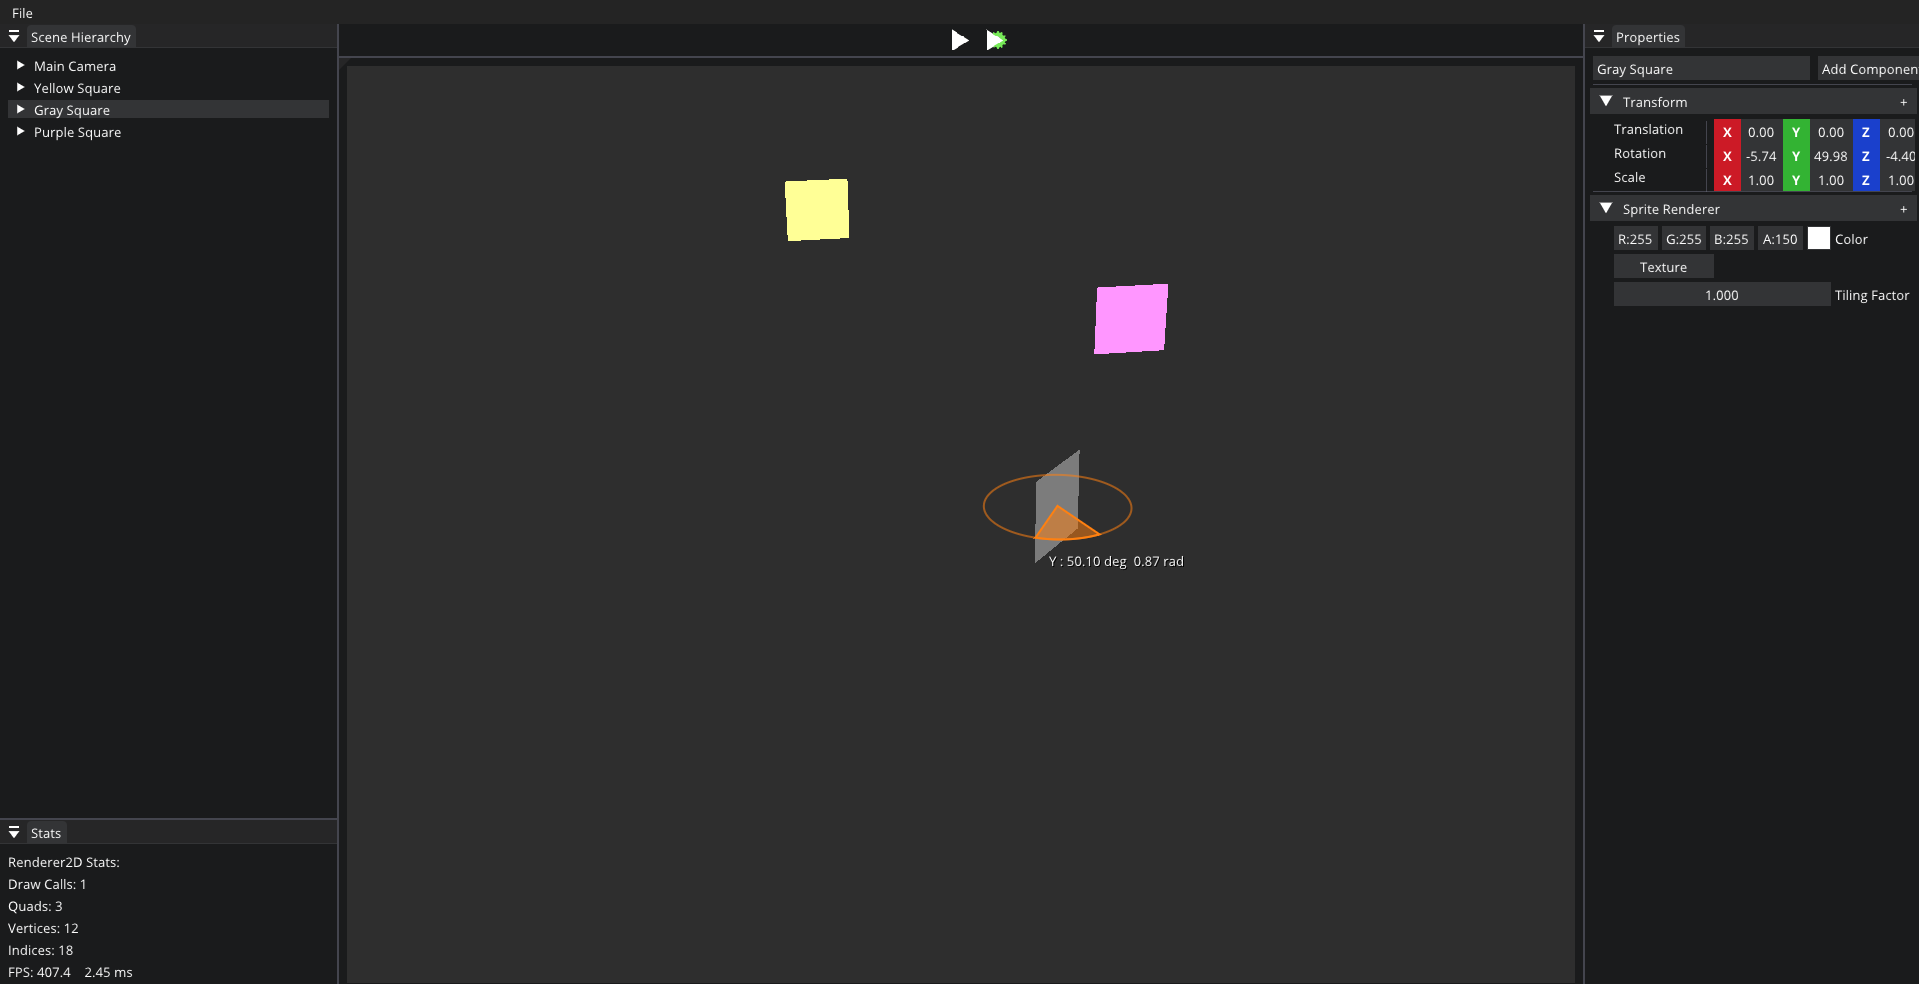 File
Scene Hierarchy
Main Camera
Yellow Square
Gray Square
Purple Square
Y : 50.10 deg 0.87 rad
Stats
Renderer2D Stats:
Draw Calls: 1
Quads: 3
Vertices: 12
Indices: 18
FPS: 407.4 2.45 ms
Properties
Gray Square Add Componen
Transform +
Translation X 0.00 Y 0.00 Z 0.00
Rotation X -5.74 Y 49.98 Z -4.40
Scale X 1.00 Y 1.00 Z 1.00
Sprite Renderer +
R:255 G:255 B:255 A:150 Color
Texture
1.000 Tiling Factor